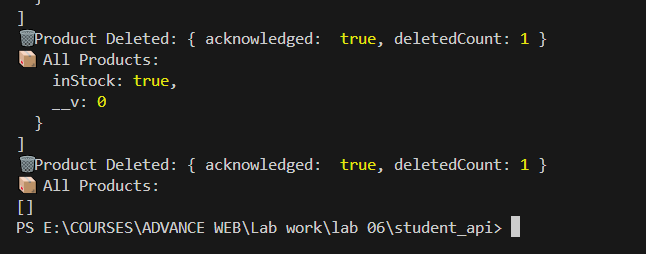 ]
🗑️Product Deleted: { acknowledged:  true, deletedCount: 1 }
📦 All Products:
    inStock: true,
    __v: 0
  }
]
🗑️Product Deleted: { acknowledged:  true, deletedCount: 1 }
📦 All Products:
[]
PS E:\COURSES\ADVANCE WEB\Lab work\lab 06\student_api>